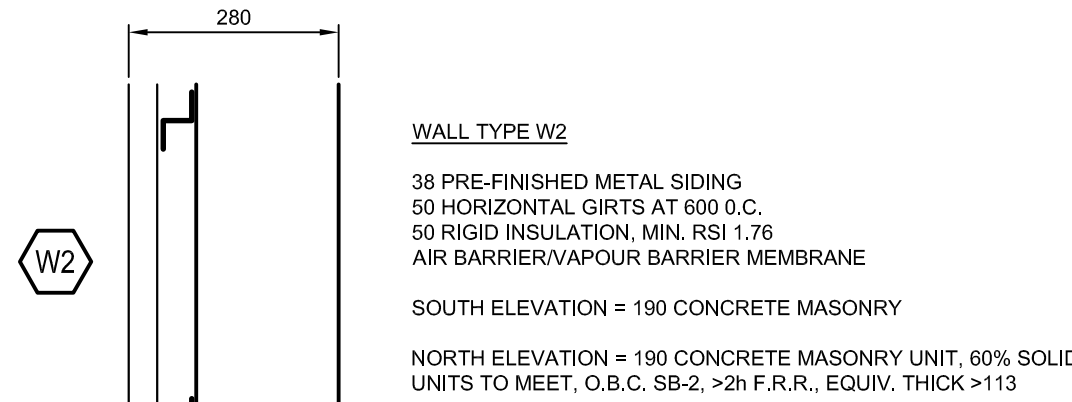 280
WALL TYPE W2
38 PRE-FINISHED METAL SIDING
50 HORIZONTAL GIRTS AT 600 0.C.
50 RIGID INSULATION, MIN. RSI 1.76
AIR BARRIER/VAPOUR BARRIER MEMBRANE
W2
SOUTH ELEVATION = 190 CONCRETE MASONRY
NORTH ELEVATION = 190 CONCRETE MASONRY UNIT, 60% SOLID
UNITS TO MEET, O.B.C. SB-2, >2h F.R.R., EQUIV. THICK >113